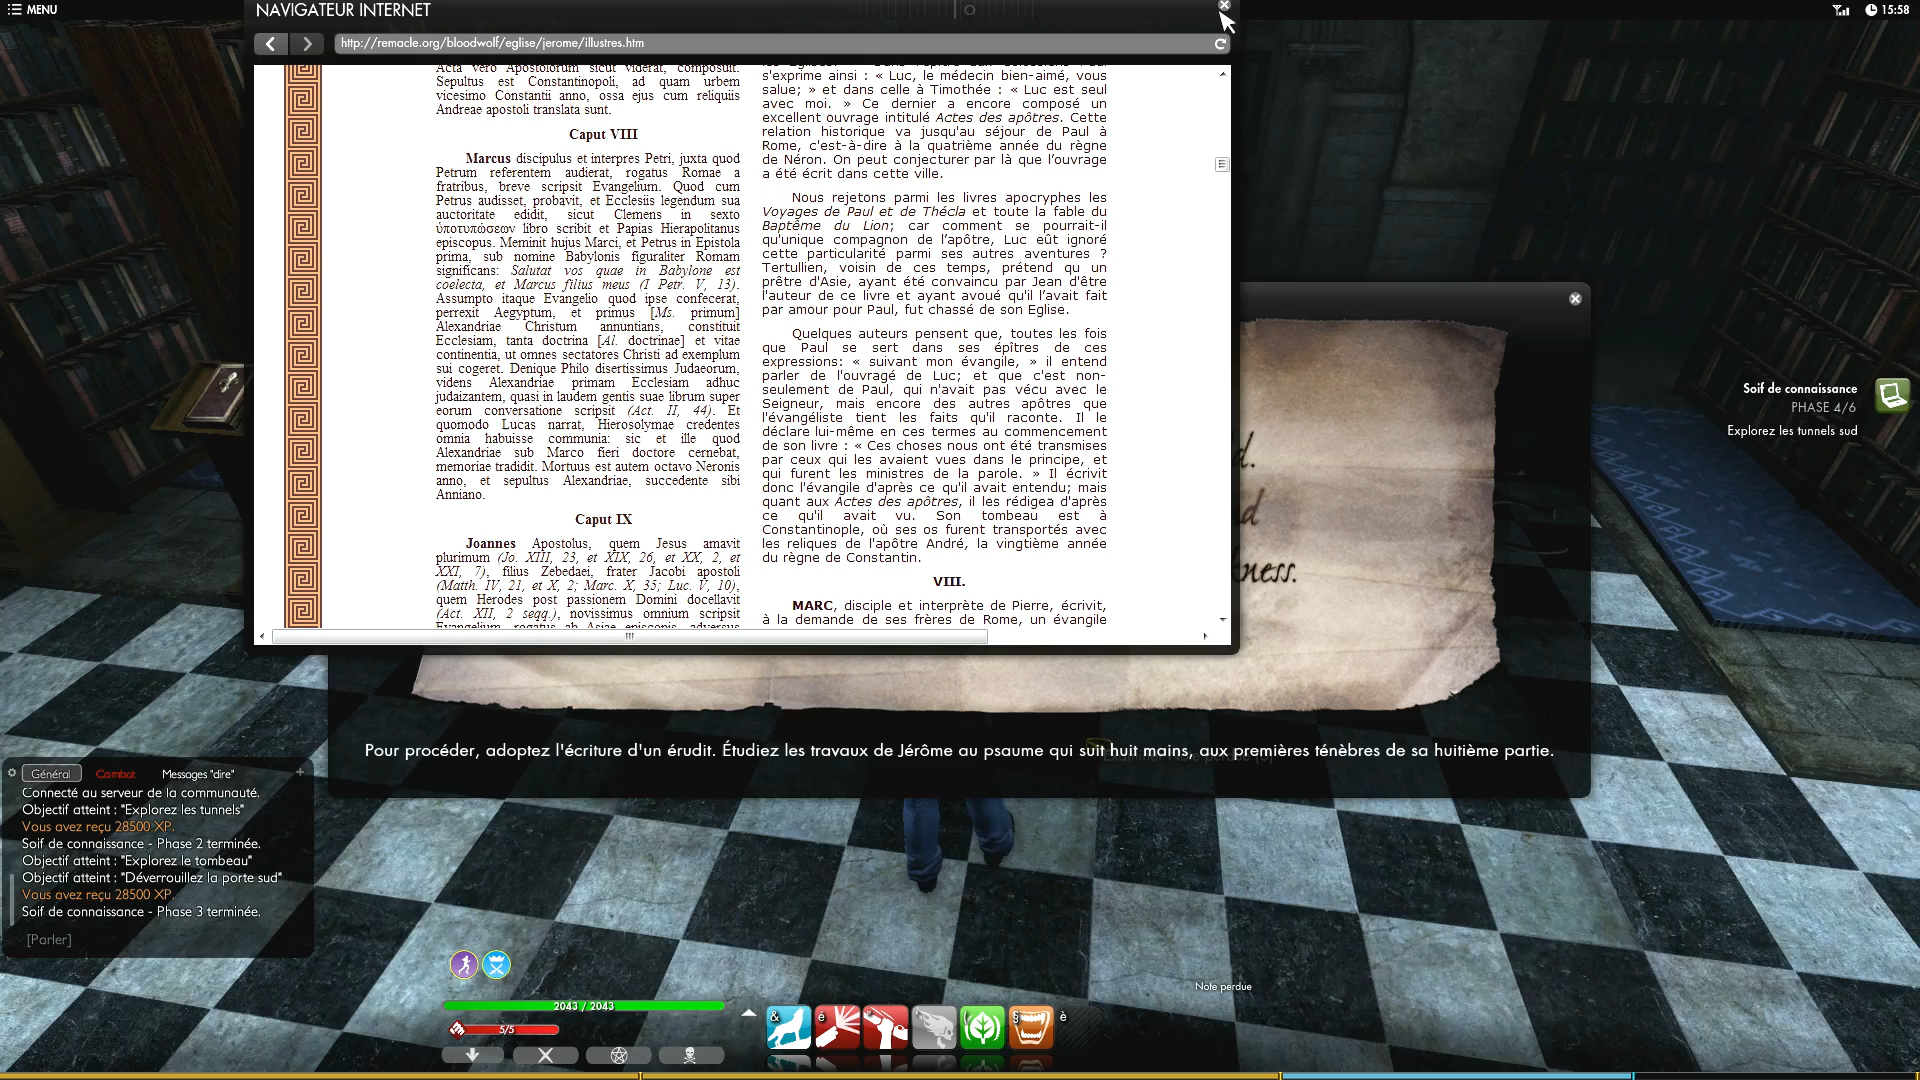 MENU
15:58
NAVIGATEUR INTERNET
http://remacle.org/bloodwolf/eglise/jerome/illustres.htm
Acta vero Apostolorum sicut viderat, composuit.
Sepultus est Constantinopoli, ad quam urbem
vicesimo Constantii anno, ossa ejus cum reliquiis
Andreae apostoli translata sunt.
Caput VIII
Marcus discipulus et interpres Petri, juxta quod
Petrum referentem audierat, rogatus Romae a
fratribus, breve scripsit Evangelium. Quod cum
Petrus audisset, probavit, et Ecclesiis legendum sua
auctoritate edidit, sicut Clemens in sexto
ὑποτυπώσεων libro scribit et Papias Hierapolitanus
episcopus. Meminit hujus Marci, et Petrus in Epistola
prima, sub nomine Babylonis figuraliter Romam
significans: Salutat vos quae in Babylone est
coelecta, et Marcus filius meus (I Petr. V, 13).
Assumpto itaque Evangelio quod ipse confecerat,
perrexit Aegyptum, et primus [Ms. primum]
Alexandriae Christum annuntians, constituit
Ecclesiam, tanta doctrina [Al. doctrinae] et vitae
continentia, ut omnes sectatores Christi ad exemplum
sui cogeret. Denique Philo disertissimus Judaeorum,
videns Alexandriae primam Ecclesiam adhuc
judaizantem, quasi in laudem gentis suae librum super
eorum conversatione scripsit (Act. II, 44). Et
quomodo Lucas narrat, Hierosolymae credentes
omnia habuisse communia: sic et ille quod
Alexandriae sub Marco fieri doctore cernebat,
memoriae tradidit. Mortuus est autem octavo Neronis
anno, et sepultus Alexandriae, succedente sibi
Anniano.
Caput IX
Joannes Apostolus, quem Jesus amavit
plurimum (Jo. XIII, 23, et XIX, 26, et XX, 2, et
XXI, 7), filius Zebedaei, frater Jacobi apostoli
(Matth. IV, 21, et X, 2; Marc. X, 35; Luc. V, 10),
quem Herodes post passionem Domini docellavit
(Act. XII, 2 seqq.), novissimus omnium scripsit
Evangelium, rogatus ab Asiae episcopis, adversus
s'exprime ainsi : « Luc, le médecin bien-aimé, vous
salue; » et dans celle à Timothée : « Luc est seul
avec moi. » Ce dernier a encore composé un
excellent ouvrage intitulé Actes des apôtres. Cette
relation historique va jusqu'au séjour de Paul à
Rome, c'est-à-dire à la quatrième année du règne
de Néron. On peut conjecturer par là que l’ouvrage
a été écrit dans cette ville.
Nous rejetons parmi les livres apocryphes les
Voyages de Paul et de Thécla et toute la fable du
Baptême du Lion; car comment se pourrait-il
qu'unique compagnon de l’apôtre, Luc eût ignoré
cette particularité parmi ses autres aventures ?
Tertullien, voisin de ces temps, prétend qu un
prêtre d'Asie, ayant été convaincu par Jean d'être
l'auteur de ce livre et ayant avoué qu'il l’avait fait
par amour pour Paul, fut chassé de son Eglise.
Quelques auteurs pensent que, toutes les fois
que Paul se sert dans ses épîtres de ces
expressions: « suivant mon évangile, » il entend
parler de l'ouvragé de Luc; et que c'est non-
seulement de Paul, qui n'avait pas vécu avec le
Seigneur, mais encore des autres apôtres que
l'évangéliste tient les faits qu'il raconte. Il le
déclare lui-même en ces termes au commencement
de son livre : « Ces choses nous ont été transmises
par ceux qui les avaient vues dans le principe, et
qui furent les ministres de la parole. » Il écrivit
donc l'évangile d'après ce qu'il avait entendu; mais
quant aux Actes des apôtres, il les rédigea d'après
ce qu'il avait vu. Son tombeau est à
Constantinople, où ses os furent transportés avec
les reliques de l'apôtre André, la vingtième année
du règne de Constantin.
VIII.
MARC, disciple et interprète de Pierre, écrivit,
à la demande de ses frères de Rome, un évangile
Soif de connaissance
PHASE 4/6
Explorez les tunnels sud
Pour procéder, adoptez l'écriture d'un érudit. Étudiez les travaux de Jérôme au psaume qui suit huit mains, aux premières ténèbres de sa huitième partie.
Général Combat Messages "dire"
Connecté au serveur de la communauté.
Objectif atteint : "Explorez les tunnels"
Vous avez reçu 28500 XP.
Soif de connaissance - Phase 2 terminée.
Objectif atteint : "Explorez le tombeau"
Objectif atteint : "Déverrouillez la porte sud"
Vous avez reçu 28500 XP.
Soif de connaissance - Phase 3 terminée.
[Parler]
Note perdue
2043 / 2043
5/5
& é § è